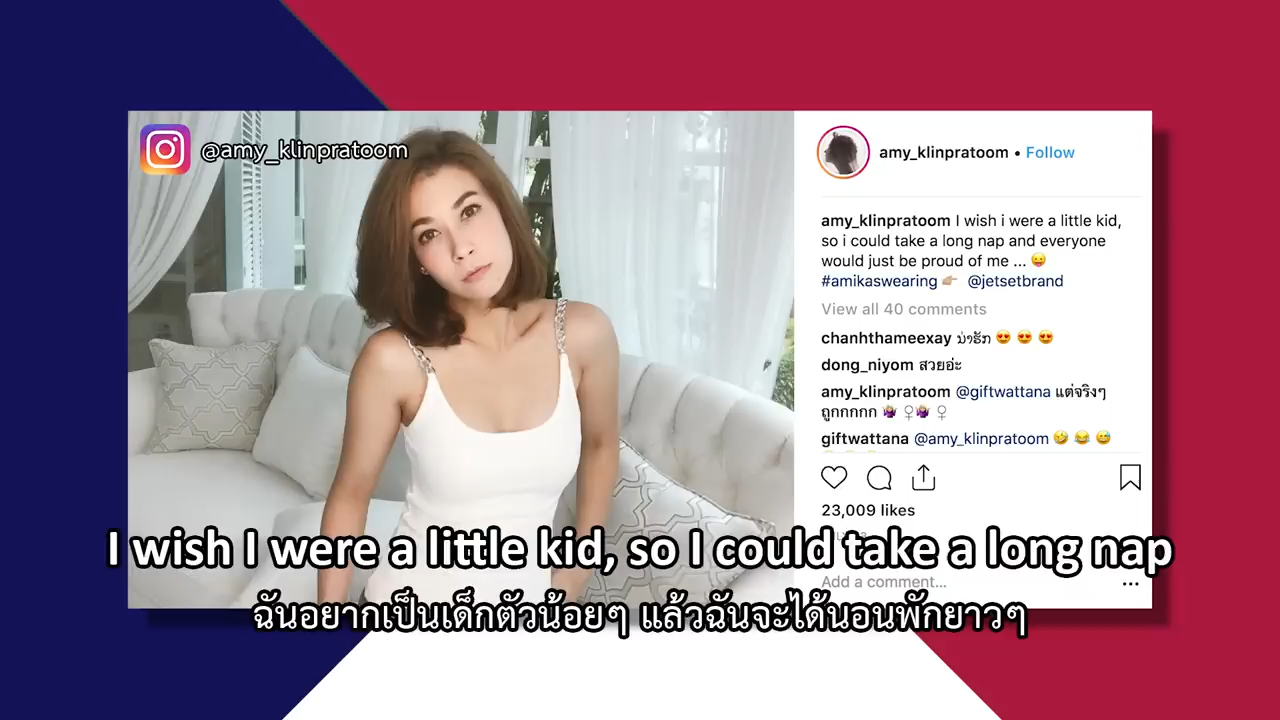 @amy_klinpratoom
amy_klinpratoom • Follow
amy_klinpratoom I wish i were a little kid,
so i could take a long nap and everyone
would just be proud of me ... 😛
#amikaswearing 👉🏼 @jetsetbrand
View all 40 comments
chanhthameexay ນ່າຮັກ 😍 😍 😍
dong_niyom สวยอ่ะ
amy_klinpratoom @giftwattana แต่จริงๆ
ถูกกกกก 🤷🏼‍♀ ♀ 🤷🏼‍♀ ♀
giftwattana @amy_klinpratoom 🤣 😂 😅
23,009 likes
I wish I were a little kid, so I could take a long nap
Add a comment...
ฉันอยากเป็นเด็กตัวน้อยๆ แล้วฉันจะได้นอนพักยาวๆ